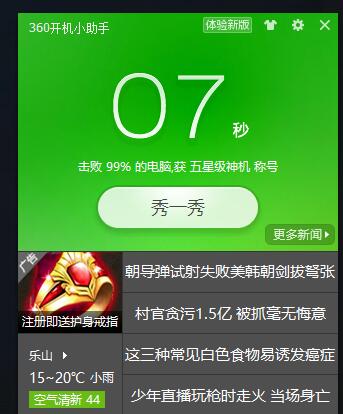 360开机小助手 体验新版
07秒
击败 99% 的电脑,获 五星级神机 称号
秀一秀
更多新闻
广告
注册即送护身戒指
朝导弹试射失败美韩朝剑拔弩张
村官贪污1.5亿 被抓毫无悔意
乐山
15~20℃ 小雨
空气清新 44
这三种常见白色食物易诱发癌症
少年直播玩枪时走火 当场身亡